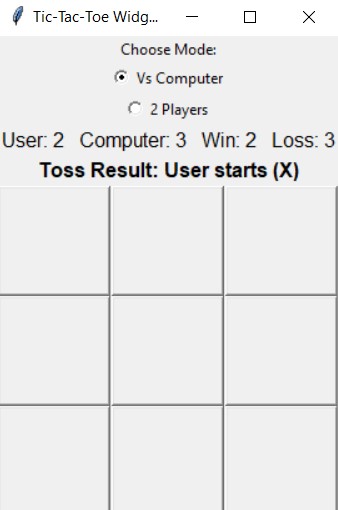 Tic-Tac-Toe Widg...
Choose Mode:
Vs Computer
2 Players
User: 2 Computer: 3 Win: 2 Loss: 3
Toss Result: User starts (X)